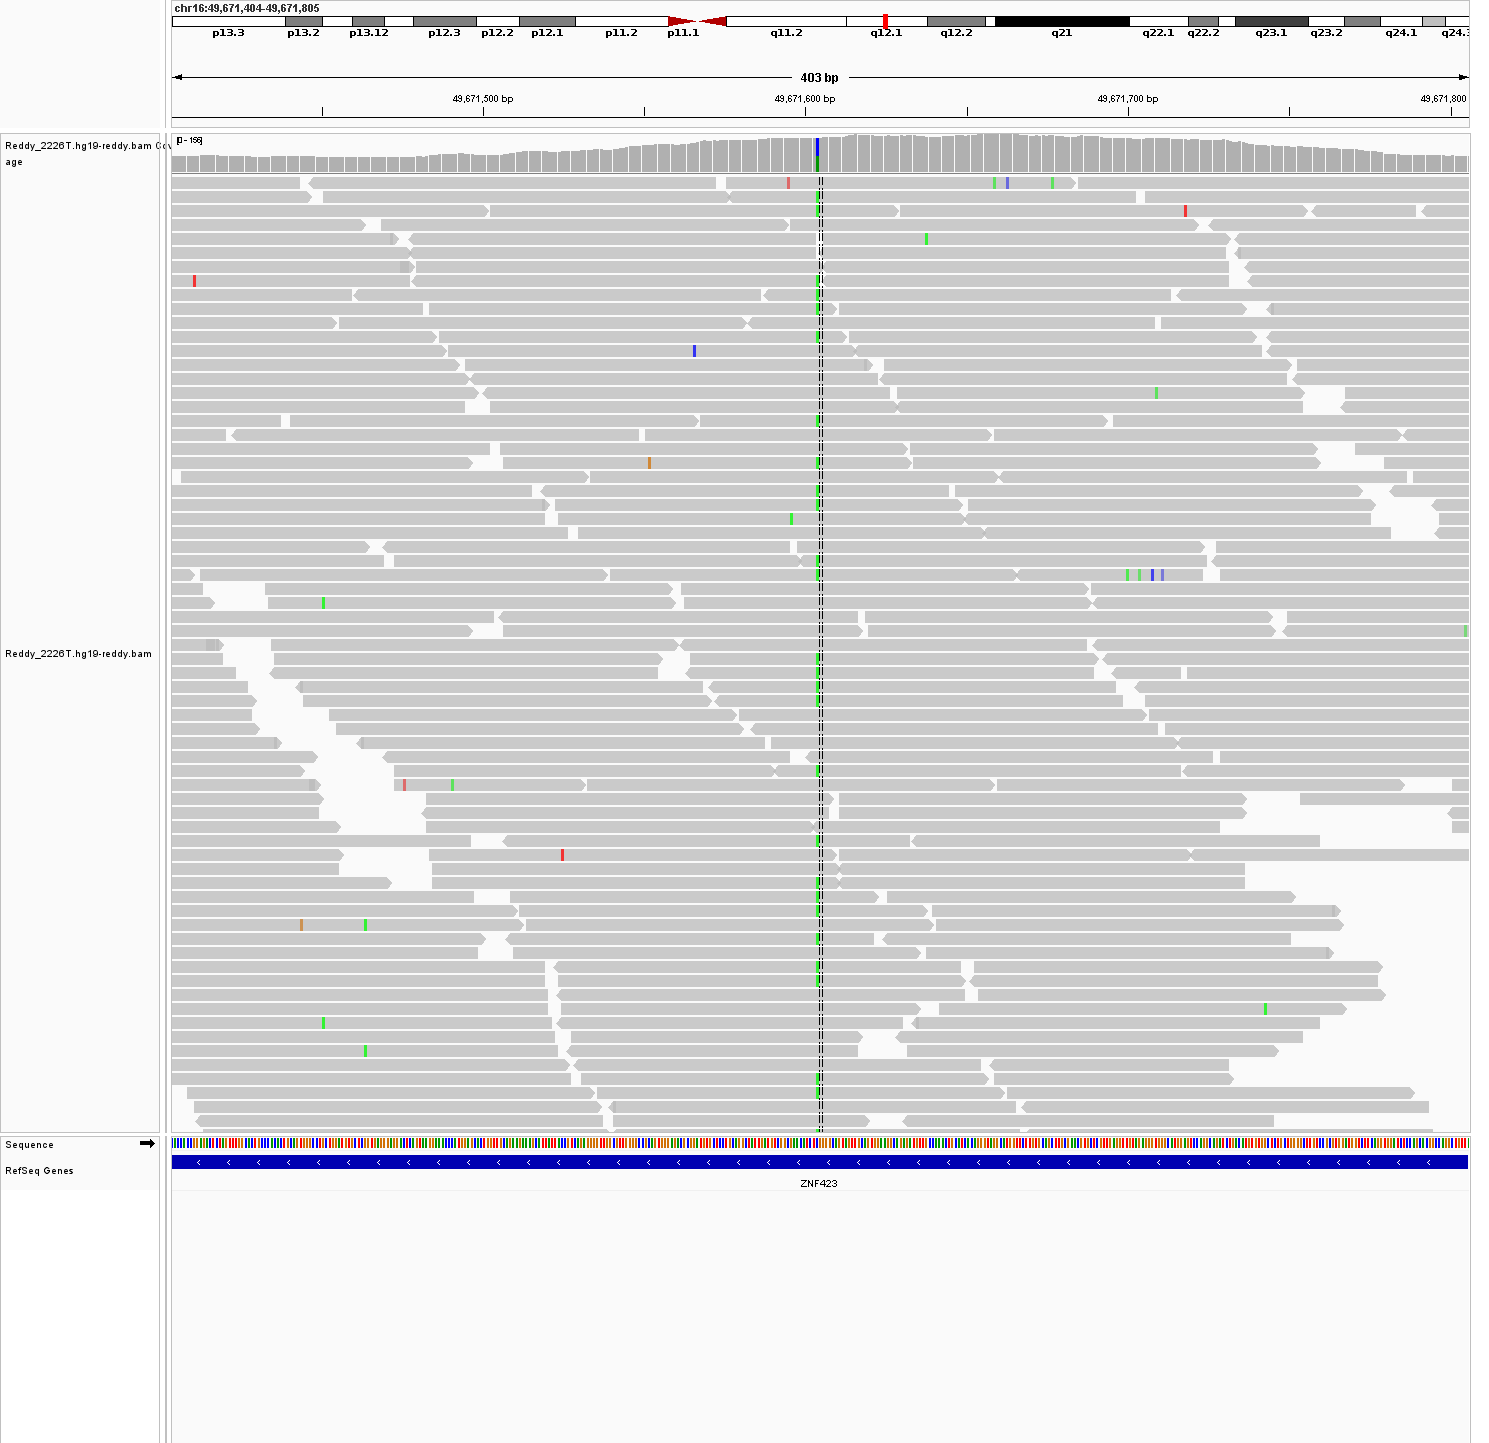 chr16:49,671,404-49,671,805
p13.3 p13.2 p13.12 p12.3 p12.2 p12.1 p11.2 p11.1 q11.2 q12.1 q12.2 q21 q22.1 q22.2 q23.1 q23.2 q24.1 q24.3
403 bp
49,671,500 bp 49,671,600 bp 49,671,700 bp 49,671,800
[0 - 156]
Reddy_2226T.hg19-reddy.bam Cov
age
Reddy_2226T.hg19-reddy.bam
Sequence
RefSeq Genes
ZNF423